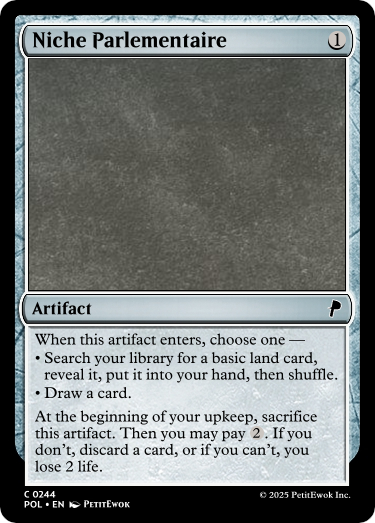 Niche Parlementaire 1
Artifact
When this artifact enters, choose one —
• Search your library for a basic land card,
reveal it, put it into your hand, then shuffle.
• Draw a card.
At the beginning of your upkeep, sacrifice
this artifact. Then you may pay 2. If you
don't, discard a card, or if you can't, you
lose 2 life.
C 0244
POL • EN PetitEwok
© 2025 PetitEwok Inc.